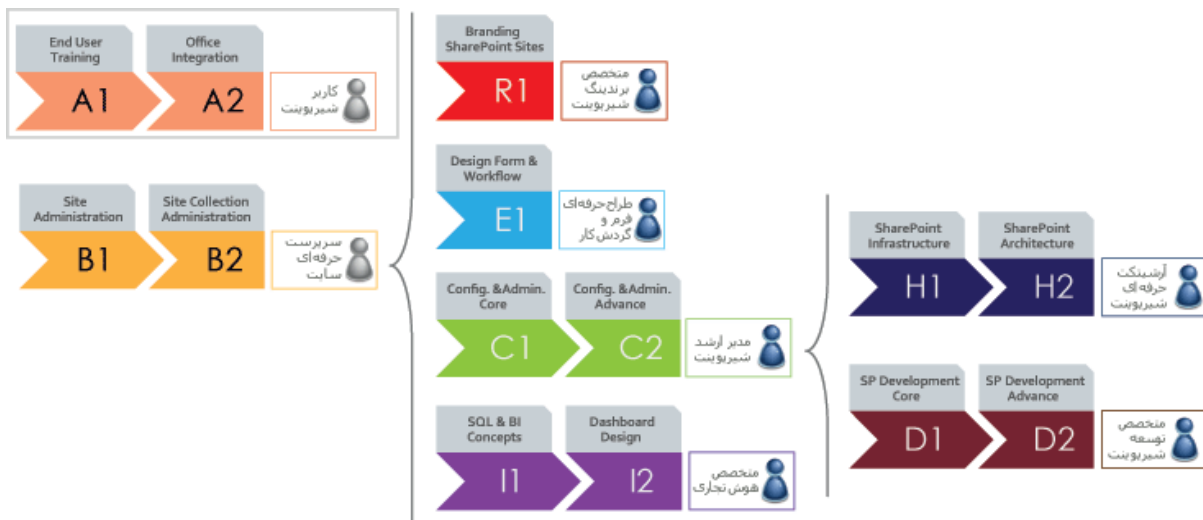 End User
Training
A1
Office
Integration
A2
کاربر
شیرپوینت
Site
Administration
B1
Site Collection
Administration
B2
سرپرست
حرفه‌ای
سایت
Branding
SharePoint Sites
R1
متخصص
برندینگ
شیرپوینت
Design Form &
Workflow
E1
طراح‌حرفه‌ای
فرم و
گردش‌کار
Config. &Admin.
Core
C1
Config. &Admin.
Advance
C2
مدیر ارشد
شیرپوینت
SQL & BI
Concepts
I1
Dashboard
Design
I2
متخصص
هوش تجاری
SharePoint
Infrastructure
H1
SharePoint
Architecture
H2
آرشیتکت
حرفه ای
شیرپوینت
SP Development
Core
D1
SP Development
Advance
D2
متخصص
توسعه
شیرپوینت